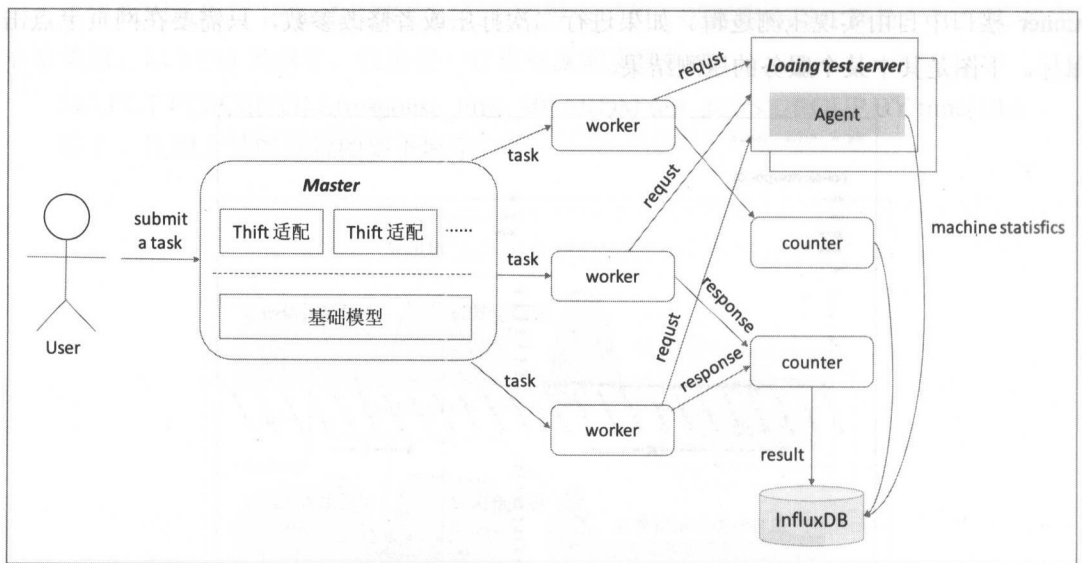 Loaing test server
Agent
requst
worker
task
Master
submit
a task
Thift 适配
Thift 适配
......
requst
counter
machine statisfics
task
worker
基础模型
response
requst
response
counter
User
task
worker
result
InfluxDB